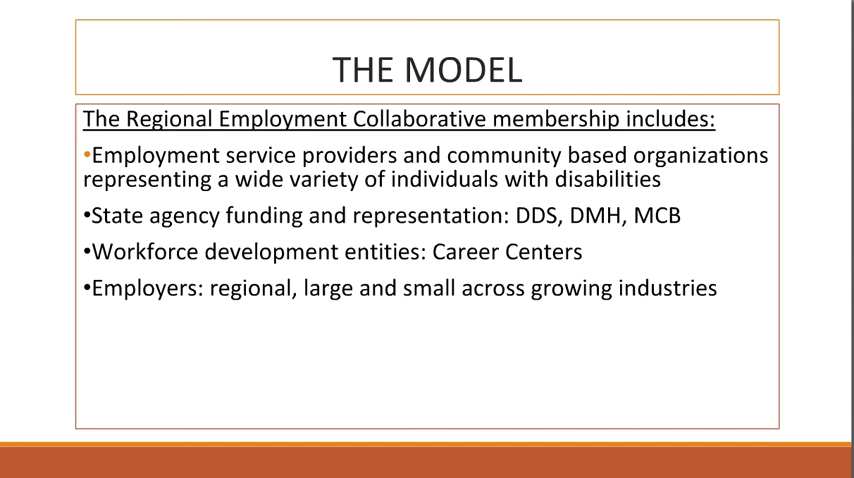 THE MODEL
The Regional Employment Collaborative membership includes:
•Employment service providers and community based organizations
representing a wide variety of individuals with disabilities
•State agency funding and representation: DDS, DMH, MCB
•Workforce development entities: Career Centers
•Employers: regional, large and small across growing industries